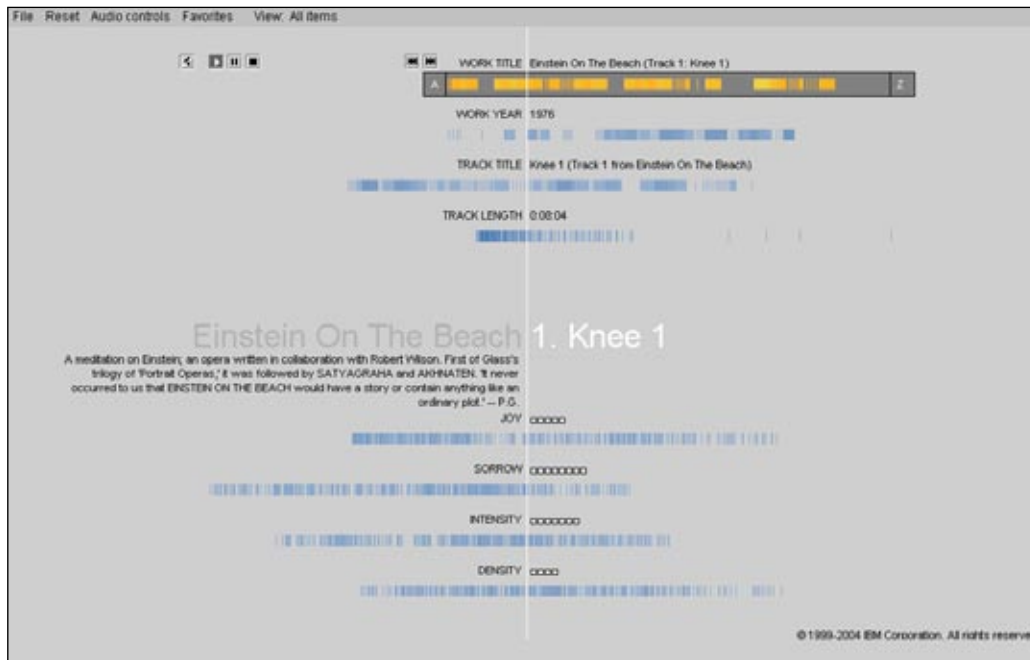 File Reset Audio controls Favorites View: All items
WORK TITLE Einstein On The Beach (Track 1: Knee 1)
A Z
WORK YEAR 1976
TRACK TITLE Knee 1 (Track 1 from Einstein On The Beach)
TRACK LENGTH 0:08:04
Einstein On The Beach 1. Knee 1
A meditation on Einstein; an opera written in collaboration with Robert Wilson. First of Glass's
trilogy of 'Portrait Operas,' it was followed by SATYAGRAHA and AKHNATEN. 'It never
occurred to us that EINSTEIN ON THE BEACH would have a story or contain anything like an
ordinary plot.' -- P.G.
JOY
SORROW
INTENSITY
DENSITY
© 1999-2004 IBM Corporation. All rights reserve